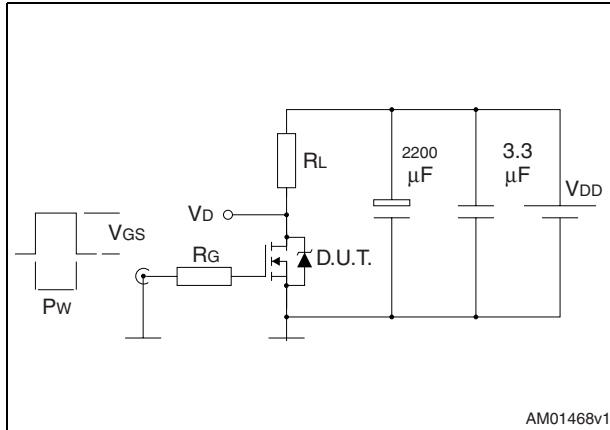 RL
2200
μF
3.3
μF
VDD
VD
VGS
RG
D.U.T.
PW
AM01468v1